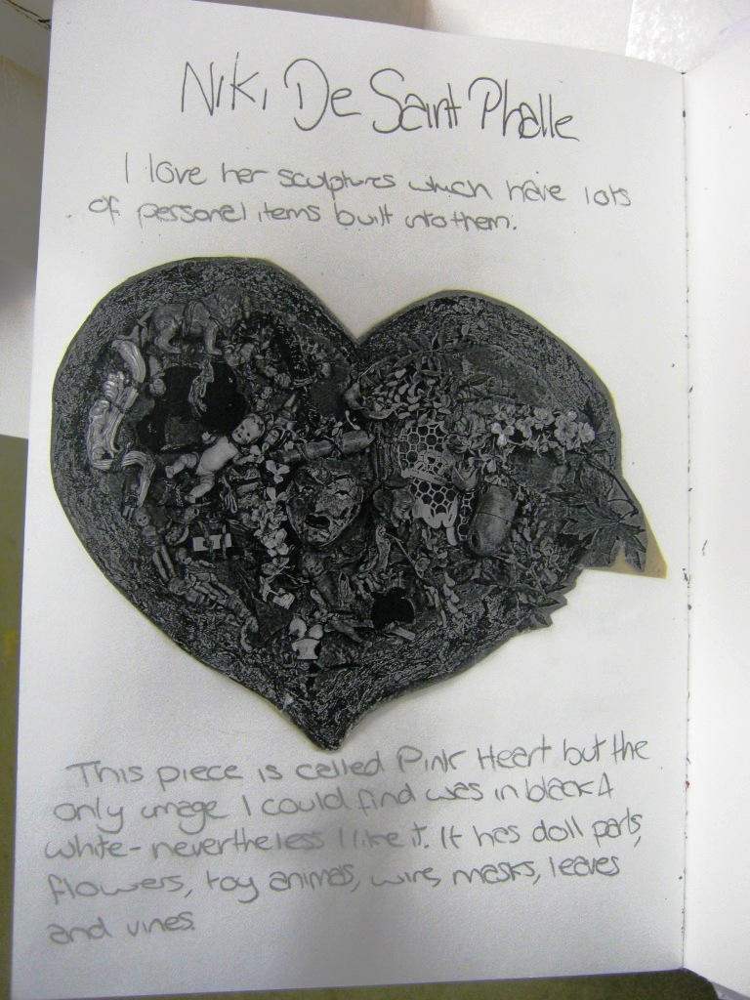 Niki De Saint Phalle
I love her sculptures which have lots
of personal items built into them.
This piece is called Pink Heart but the
only image I could find was in black &
white - nevertheless I like it. It has doll parts,
flowers, toy animals, wire, masks, leaves
and vines.